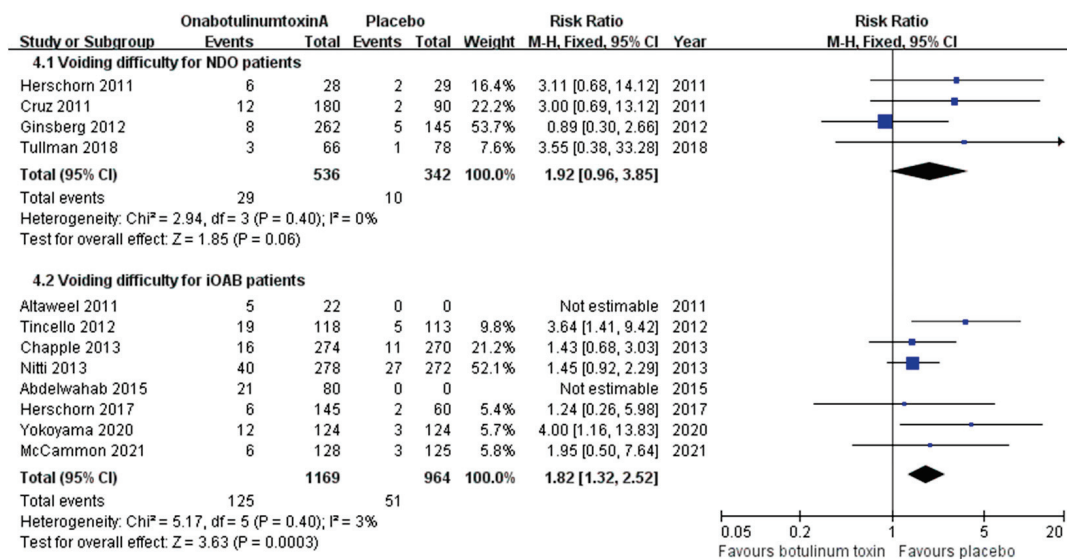 OnabotulinumtoxinA Placebo Risk Ratio Risk Ratio
Study or Subgroup Events Total Events Total Weight M-H, Fixed, 95% CI Year M-H, Fixed, 95% CI
4.1 Voiding difficulty for NDO patients
Herschorn 2011 6 28 2 29 16.4% 3.11 [0.68, 14.12] 2011
Cruz 2011 12 180 2 90 22.2% 3.00 [0.69, 13.12] 2011
Ginsberg 2012 8 262 5 145 53.7% 0.89 [0.30, 2.66] 2012
Tullman 2018 3 66 1 78 7.6% 3.55 [0.38, 33.28] 2018
Total (95% CI) 536 342 100.0% 1.92 [0.96, 3.85]
Total events 29 10
Heterogeneity: Chi² = 2.94, df = 3 (P = 0.40); I² = 0%
Test for overall effect: Z = 1.85 (P = 0.06)
4.2 Voiding difficulty for iOAB patients
Altaweel 2011 5 22 0 0 Not estimable 2011
Tincello 2012 19 118 5 113 9.8% 3.64 [1.41, 9.42] 2012
Chapple 2013 16 274 11 270 21.2% 1.43 [0.68, 3.03] 2013
Nitti 2013 40 278 27 272 52.1% 1.45 [0.92, 2.29] 2013
Abdelwahab 2015 21 80 0 0 Not estimable 2015
Herschorn 2017 6 145 2 60 5.4% 1.24 [0.26, 5.98] 2017
Yokoyama 2020 12 124 3 124 5.7% 4.00 [1.16, 13.83] 2020
McCammon 2021 6 128 3 125 5.8% 1.95 [0.50, 7.64] 2021
Total (95% CI) 1169 964 100.0% 1.82 [1.32, 2.52]
Total events 125 51
Heterogeneity: Chi² = 5.17, df = 5 (P = 0.40); I² = 3%
Test for overall effect: Z = 3.63 (P = 0.0003)
0.05 0.2 1 5 20
Favours botulinum toxin Favours placebo